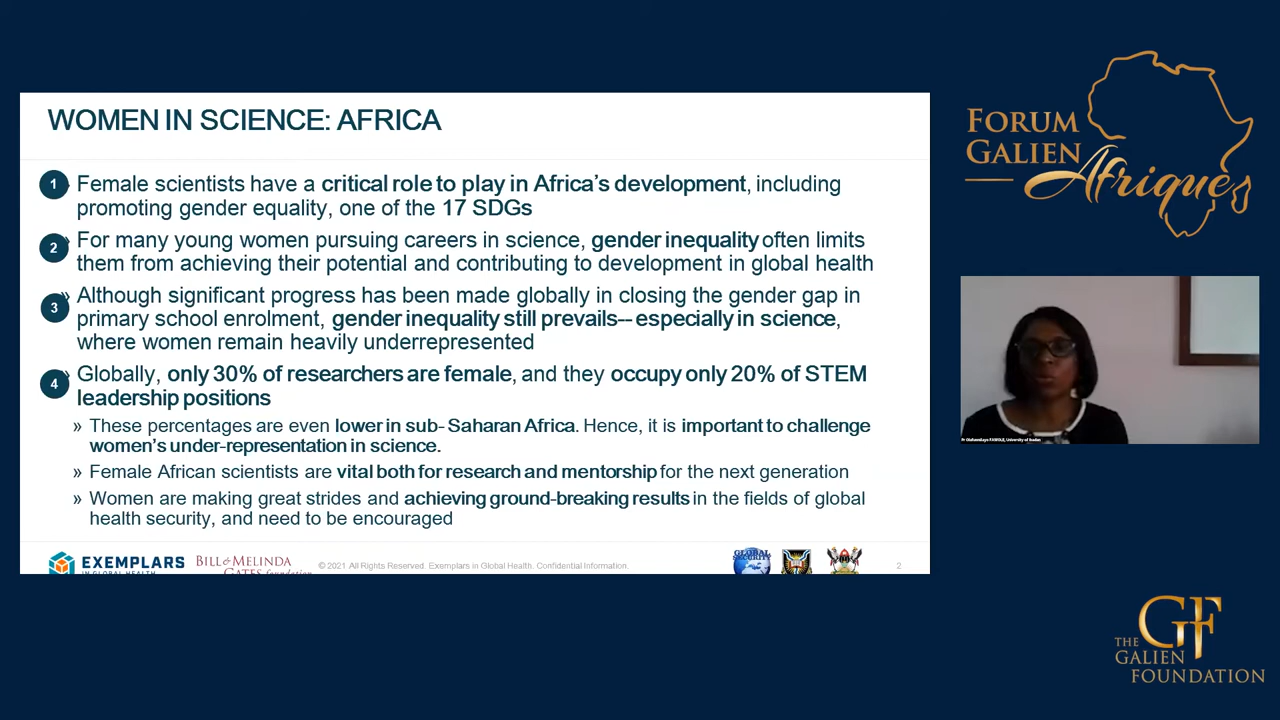 WOMEN IN SCIENCE: AFRICA
1 Female scientists have a critical role to play in Africa's development, including
promoting gender equality, one of the 17 SDGs
2 For many young women pursuing careers in science, gender inequality often limits
them from achieving their potential and contributing to development in global health
3 » Although significant progress has been made globally in closing the gender gap in
primary school enrolment, gender inequality still prevails-- especially in science,
where women remain heavily underrepresented
4 Globally, only 30% of researchers are female, and they occupy only 20% of STEM
leadership positions
» These percentages are even lower in sub- Saharan Africa. Hence, it is important to challenge
women's under-representation in science.
» Female African scientists are vital both for research and mentorship for the next generation
» Women are making great strides and achieving ground-breaking results in the fields of global
health security, and need to be encouraged
EXEMPLARS
IN GLOBAL HEALTH
BILL & MELINDA
GATES foundation
© 2021 All Rights Reserved. Exemplars in Global Health. Confidential Information.
GLOBAL
SECURITY
2
FORUM
GALIEN
Afrique
Pr Olufunmilayo FAWOLE, University of Ibadan
GF
THE
GALIEN
FOUNDATION